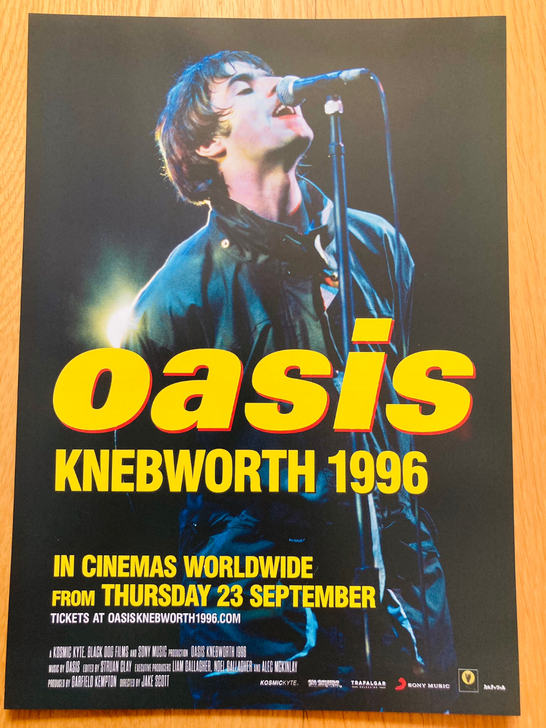 oasis
KNEBWORTH 1996
IN CINEMAS WORLDWIDE
FROM THURSDAY 23 SEPTEMBER
TICKETS AT OASISKNEBWORTH1996.COM
A KOSMIC KYTE, BLACK DOG FILMS AND SONY MUSIC PRODUCTION OASIS KNEBWORTH 1996
MUSIC BY OASIS EDITED BY STRUAN CLAY EXECUTIVE PRODUCERS LIAM GALLAGHER, NOEL GALLAGHER AND ALEC MCKINLAY
PRODUCED BY GARFIELD KEMPTON DIRECTED BY JAKE SCOTT
KOSMICKYTE. TRAFALGAR SONY MUSIC